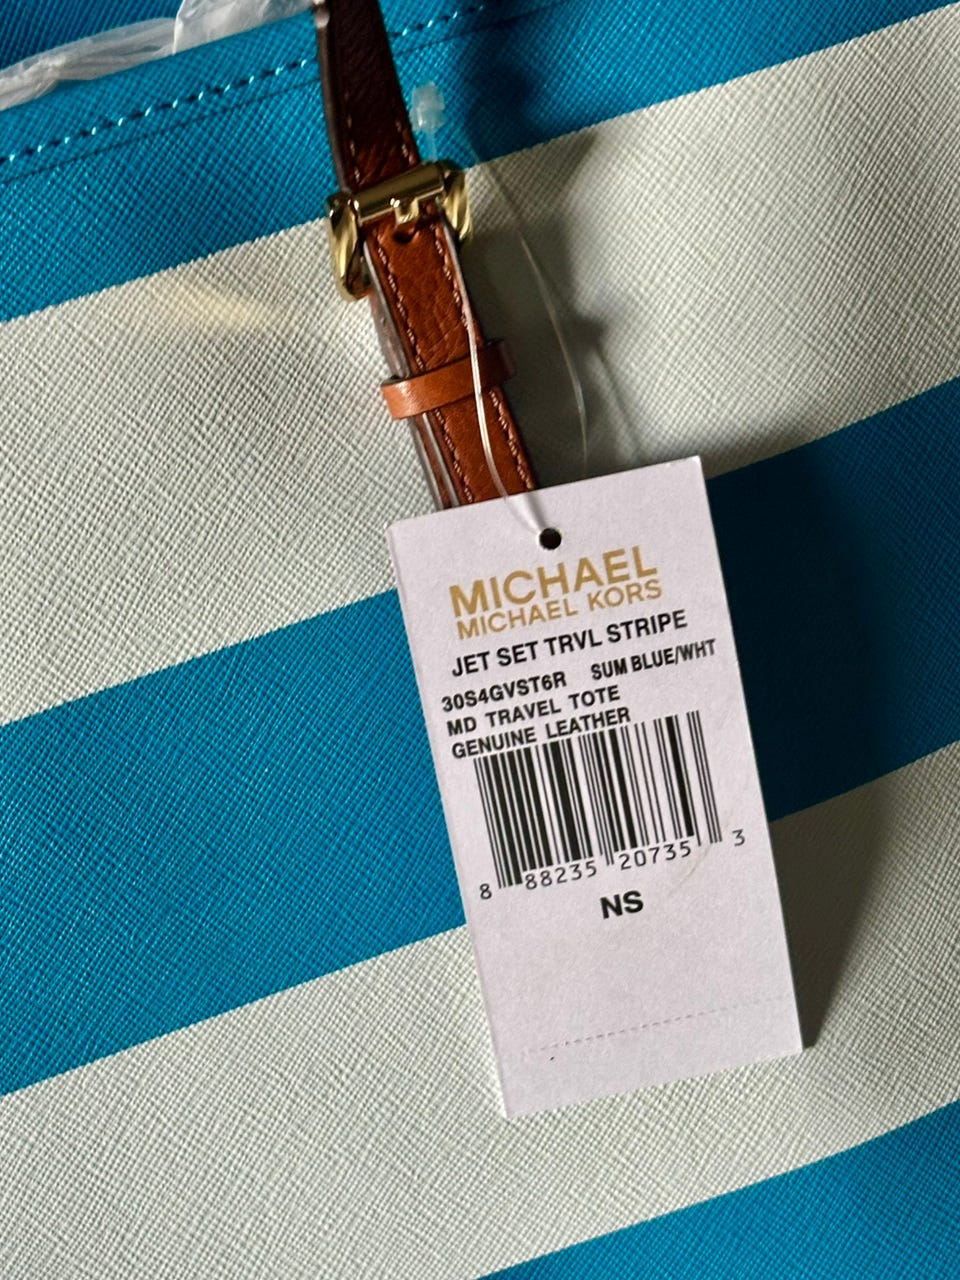 MICHAEL
MICHAEL KORS
JET SET TRVL STRIPE
30S4GVST6R SUM BLUE/WHT
MD TRAVEL TOTE
GENUINE LEATHER
8 88235 20735 3
NS